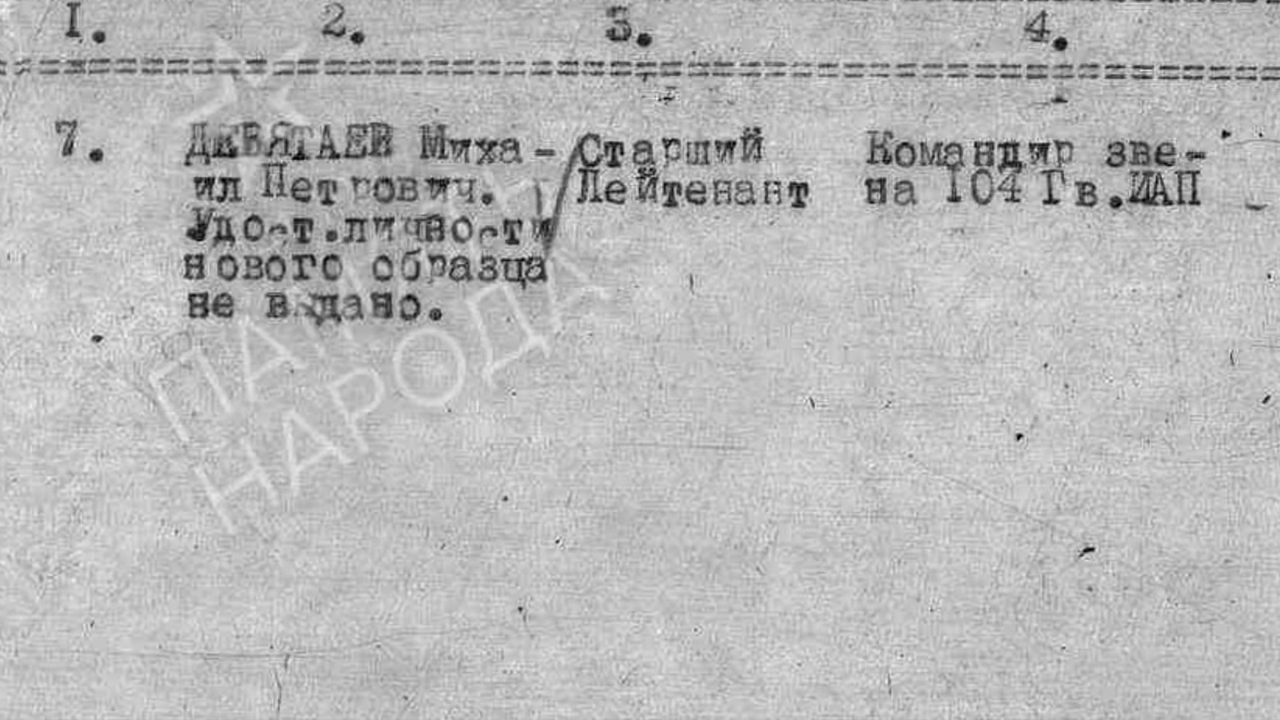 1. 2. 3. 4.
7. ДЕВЯТАЕВ Миха- Старший Командир зве-
ил Петрович. Лейтенант на 104 Гв.ИАП
Удост.личности
нового образца
не выдано.
ПАМЯТЬ
НАРОДА